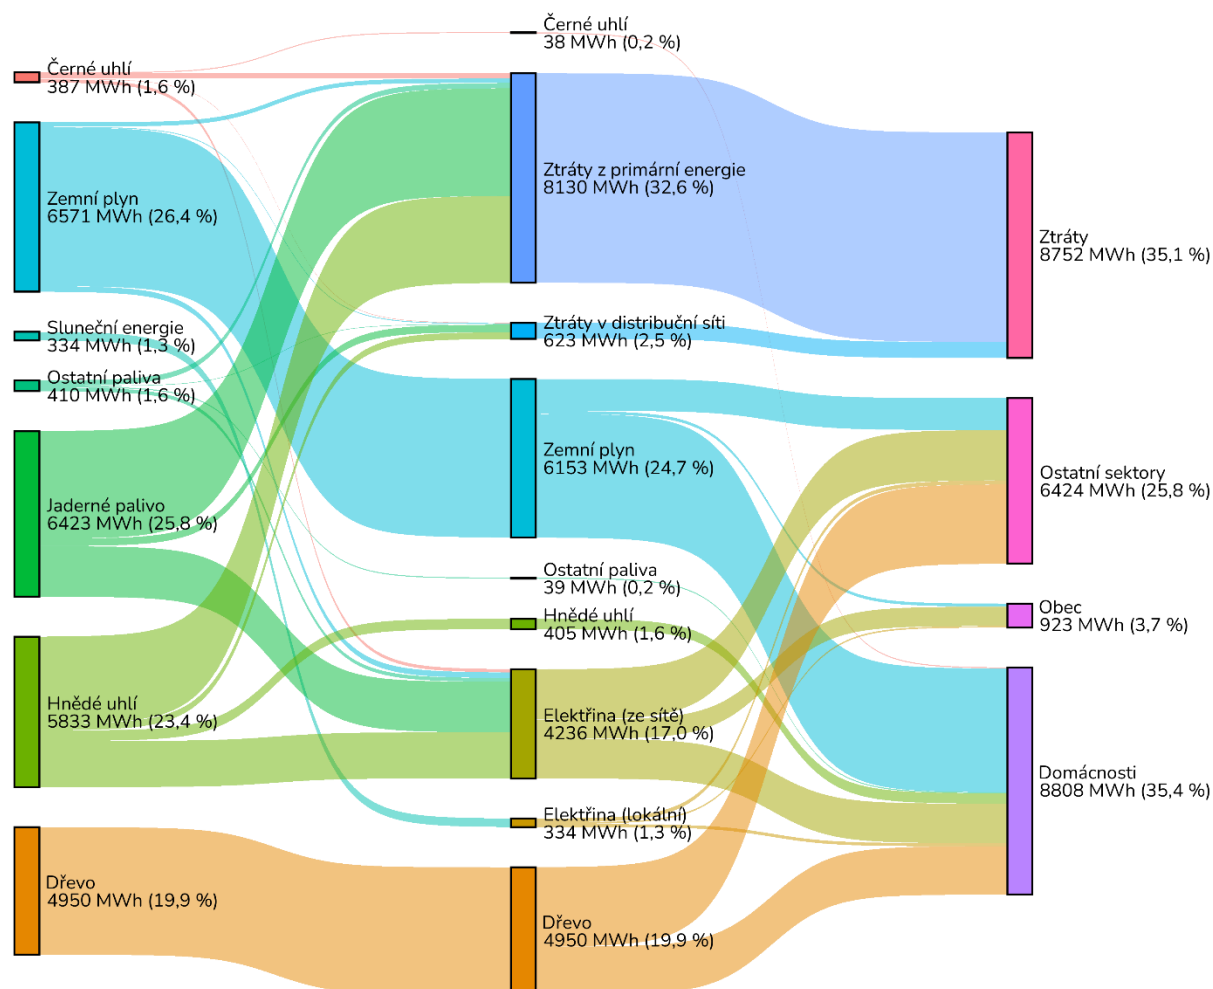 Černé uhlí
387 MWh (1,6 %)
Zemní plyn
6571 MWh (26,4 %)
Sluneční energie
334 MWh (1,3 %)
Ostatní paliva
410 MWh (1,6 %)
Jaderné palivo
6423 MWh (25,8 %)
Hnědé uhlí
5833 MWh (23,4 %)
Dřevo
4950 MWh (19,9 %)
Černé uhlí
38 MWh (0,2 %)
Ztráty z primární energie
8130 MWh (32,6 %)
Ztráty v distribuční síti
623 MWh (2,5 %)
Zemní plyn
6153 MWh (24,7 %)
Ostatní paliva
39 MWh (0,2 %)
Hnědé uhlí
405 MWh (1,6 %)
Elektřina (ze sítě)
4236 MWh (17,0 %)
Elektřina (lokální)
334 MWh (1,3 %)
Dřevo
4950 MWh (19,9 %)
Ztráty
8752 MWh (35,1 %)
Ostatní sektory
6424 MWh (25,8 %)
Obec
923 MWh (3,7 %)
Domácnosti
8808 MWh (35,4 %)